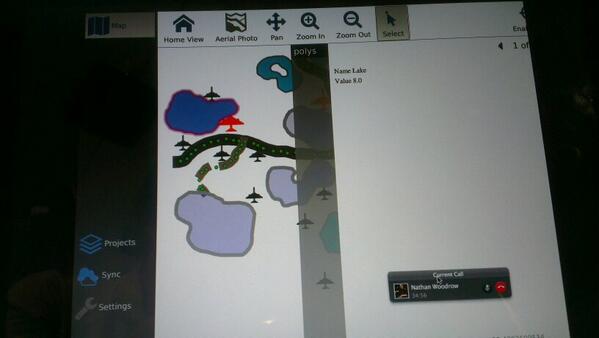 Map
Home View
Aerial Photo
Pan
Zoom In
Zoom Out
Select
polys
1 of
Name Lake
Value 8.0
Projects
Sync
Settings
Current Call
Nathan Woodrow
34:56